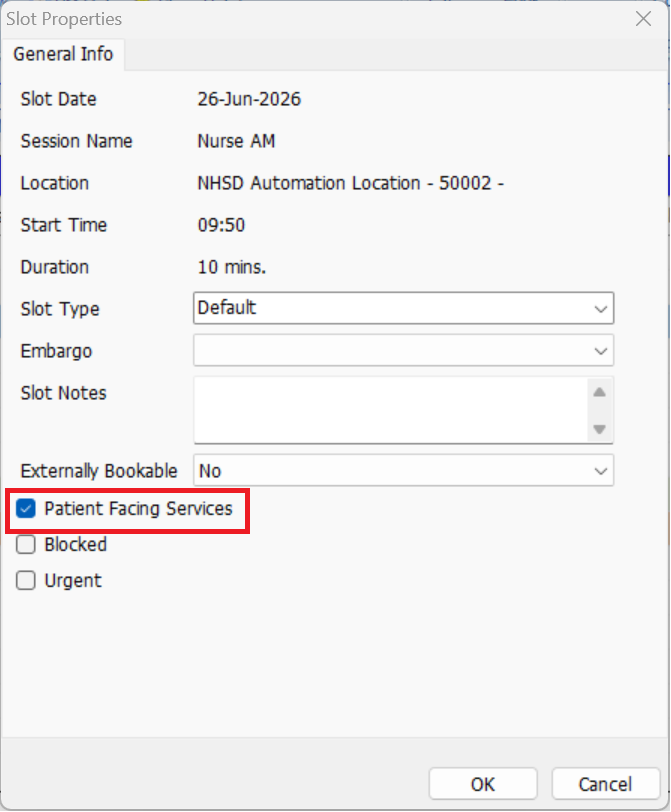 Slot Properties
General Info
Slot Date 26-Jun-2026
Session Name Nurse AM
Location NHSD Automation Location - 50002 -
Start Time 09:50
Duration 10 mins.
Slot Type Default
Embargo
Slot Notes
Externally Bookable No
Patient Facing Services
Blocked
Urgent
OK Cancel